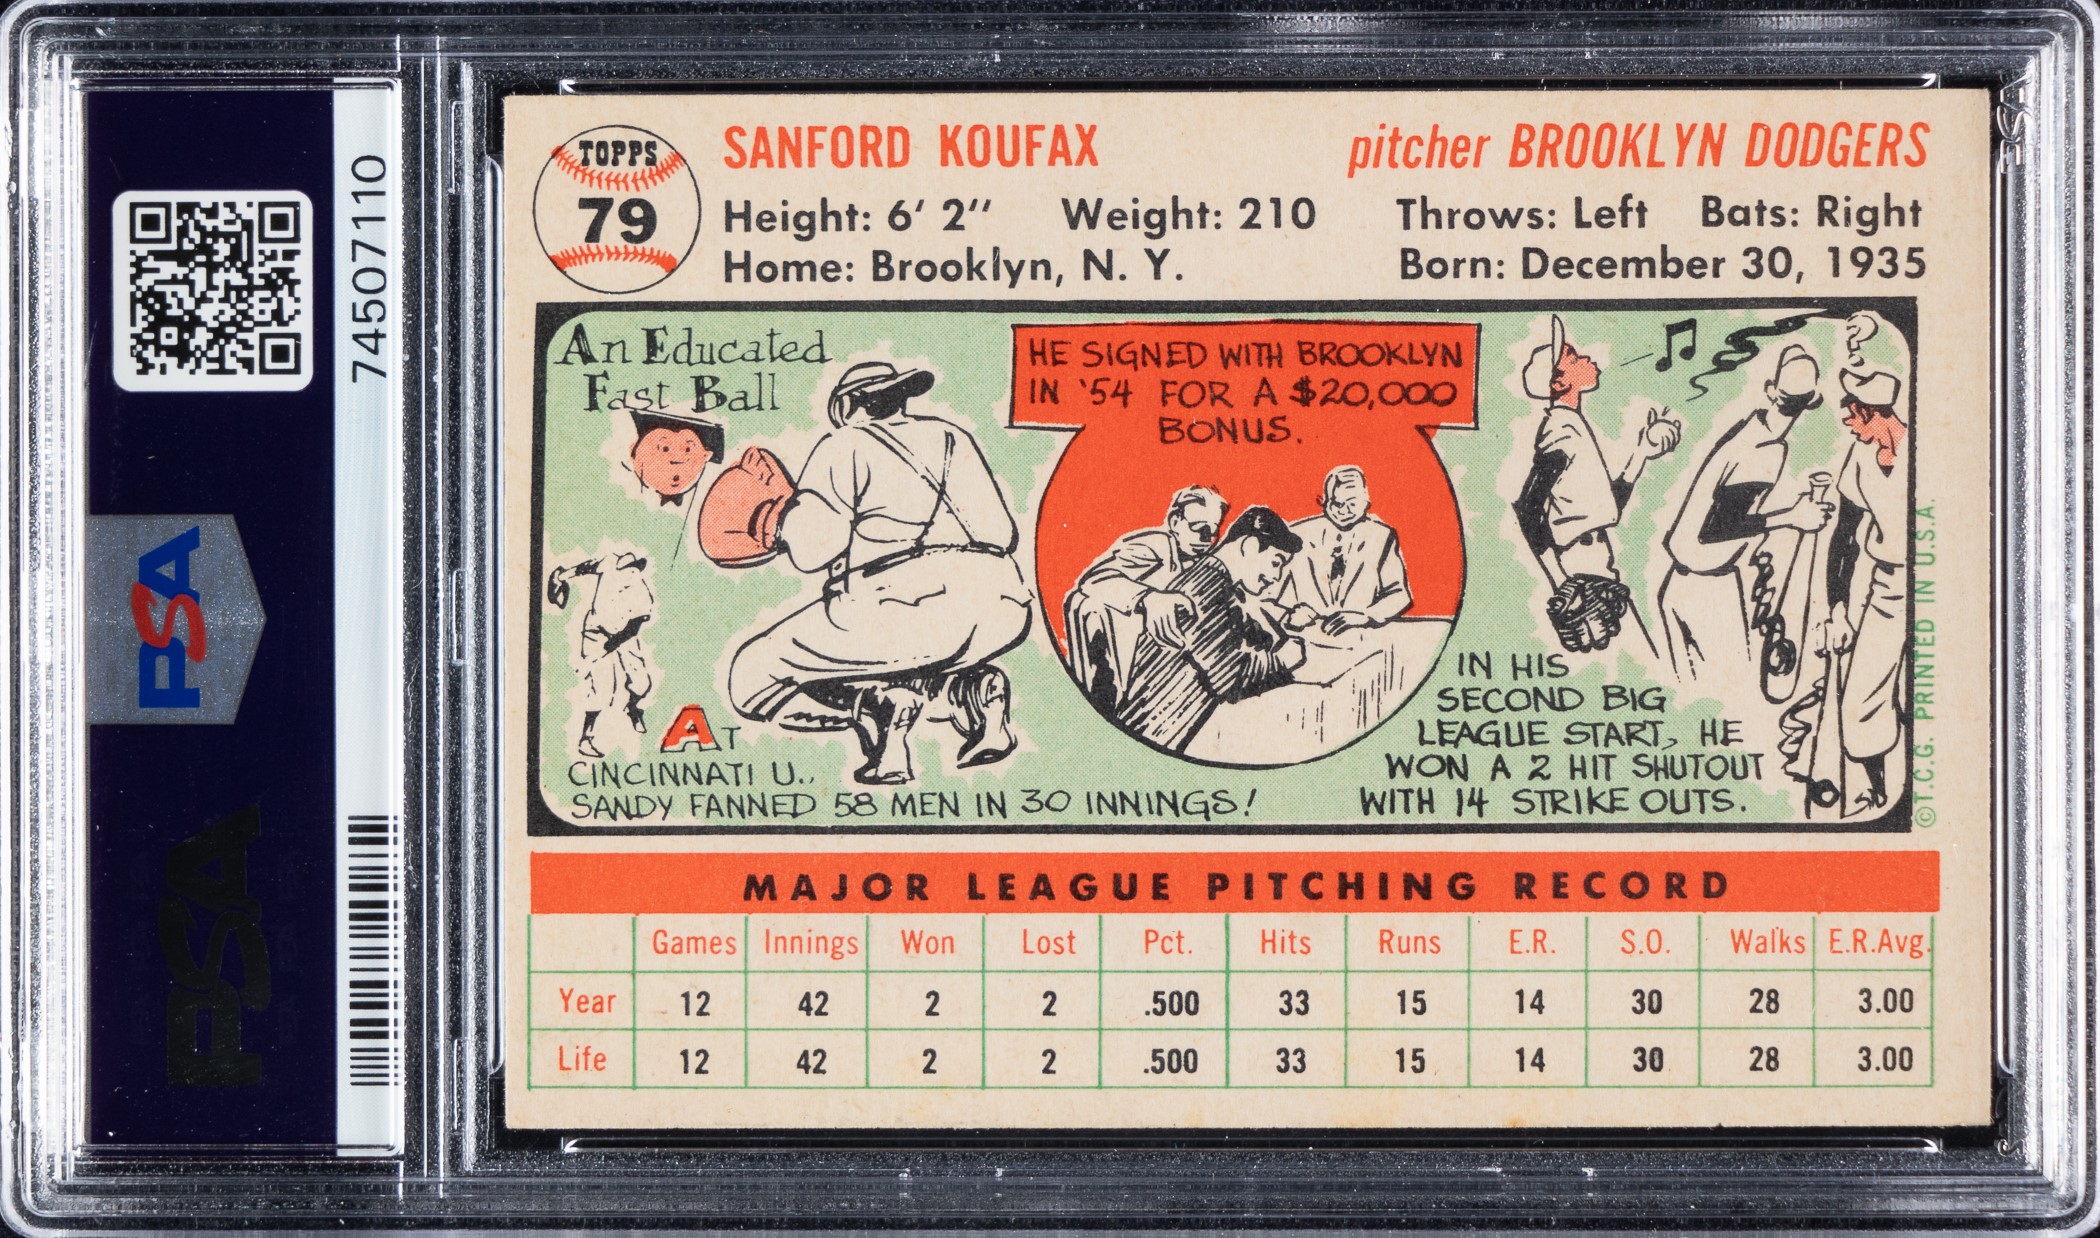 74507110
PSA
PSA
TOPPS
79
SANFORD KOUFAX
pitcher BROOKLYN DODGERS
Height: 6' 2" Weight: 210 Throws: Left Bats: Right
Home: Brooklyn, N. Y. Born: December 30, 1935
An Educated
Fast Ball
AT
CINCINNATI U.,
SANDY FANNED 58 MEN IN 30 INNINGS!
HE SIGNED WITH BROOKLYN
IN '54 FOR A $20,000
BONUS.
?
IN HIS
SECOND BIG
LEAGUE START, HE
WON A 2 HIT SHUTOUT
WITH 14 STRIKE OUTS.
©T.C.G. PRINTED IN U.S.A.
MAJOR LEAGUE PITCHING RECORD
Games Innings Won Lost Pct. Hits Runs E.R. S.O. Walks E.R.Avg.
Year 12 42 2 2 .500 33 15 14 30 28 3.00
Life 12 42 2 2 .500 33 15 14 30 28 3.00